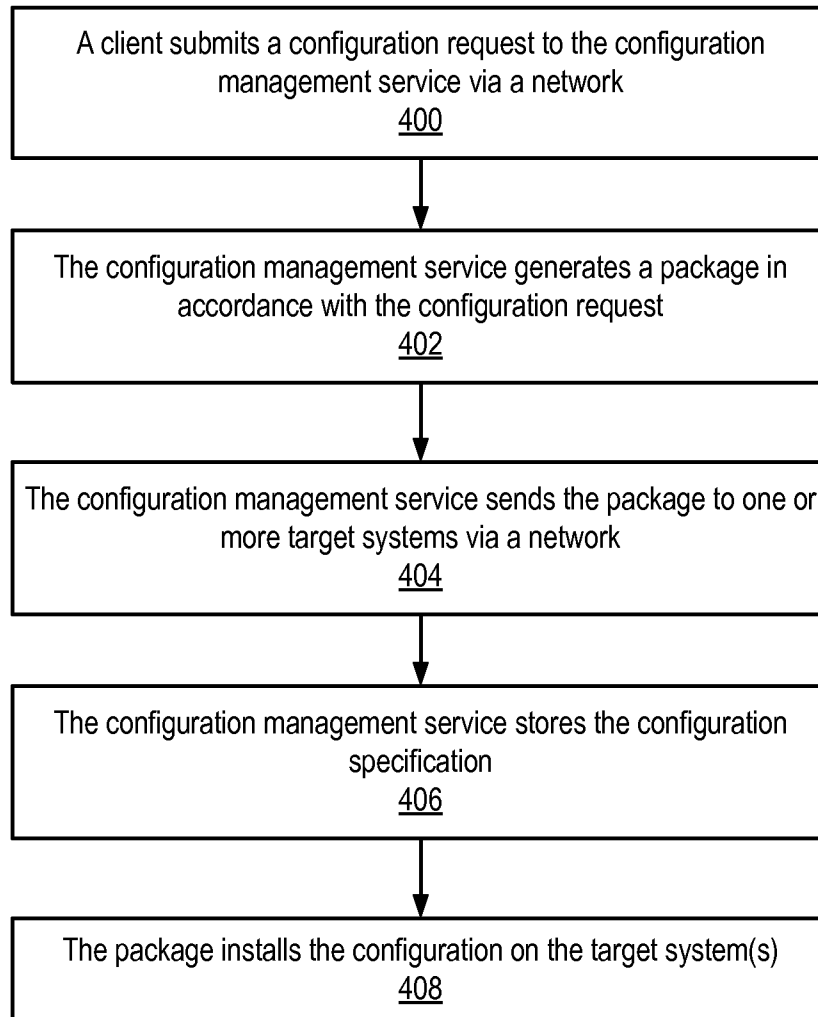 A client submits a configuration request to the configuration
management service via a network
400
The configuration management service generates a package in
accordance with the configuration request
402
The configuration management service sends the package to one or
more target systems via a network
404
The configuration management service stores the configuration
specification
406
The package installs the configuration on the target system(s)
408